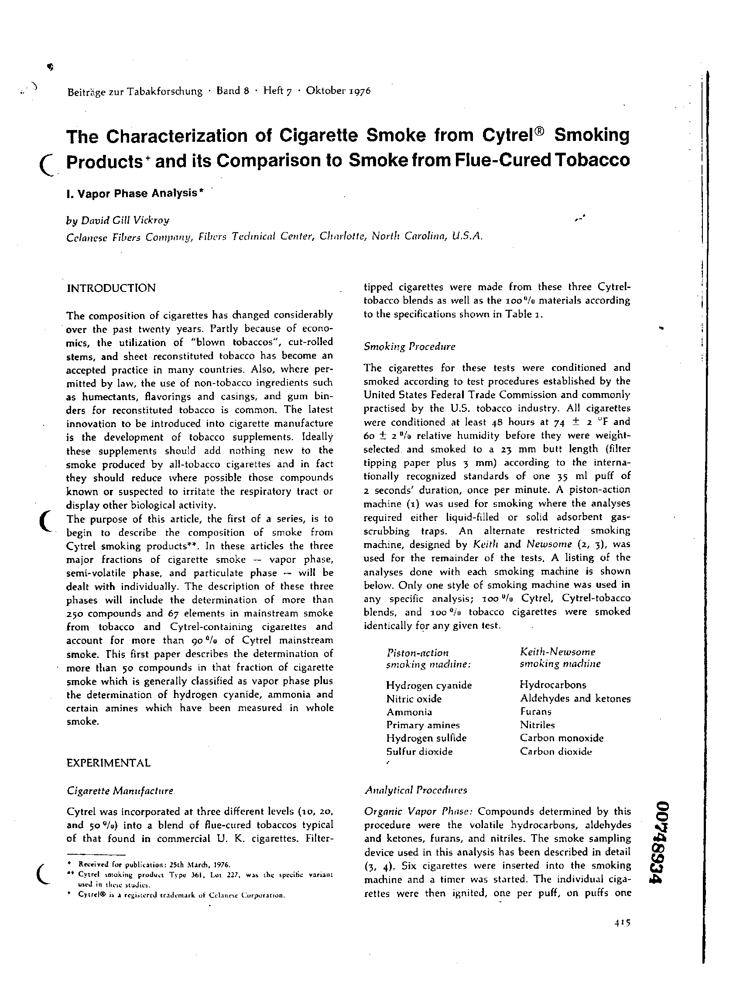 Beiträge zur Tabakforschung · Band 8 · Heft 7 · Oktober 1976
The Characterization of Cigarette Smoke from Cytrel® Smoking
Products⁺ and its Comparison to Smoke from Flue-Cured Tobacco
I. Vapor Phase Analysis*
by David Gill Vickroy
Celanese Fibers Company, Fibers Technical Center, Charlotte, North Carolina, U.S.A.
INTRODUCTION
The composition of cigarettes has changed considerably
over the past twenty years. Partly because of econo-
mics, the utilization of "blown tobaccos", cut-rolled
stems, and sheet reconstituted tobacco has become an
accepted practice in many countries. Also, where per-
mitted by law, the use of non-tobacco ingredients such
as humectants, flavorings and casings, and gum bin-
ders for reconstituted tobacco is common. The latest
innovation to be introduced into cigarette manufacture
is the development of tobacco supplements. Ideally
these supplements should add nothing new to the
smoke produced by all-tobacco cigarettes and in fact
they should reduce where possible those compounds
known or suspected to irritate the respiratory tract or
display other biological activity.
The purpose of this article, the first of a series, is to
begin to describe the composition of smoke from
Cytrel smoking products**. In these articles the three
major fractions of cigarette smoke — vapor phase,
semi-volatile phase, and particulate phase — will be
dealt with individually. The description of these three
phases will include the determination of more than
250 compounds and 67 elements in mainstream smoke
from tobacco and Cytrel-containing cigarettes and
account for more than 90 % of Cytrel mainstream
smoke. This first paper describes the determination of
more than 50 compounds in that fraction of cigarette
smoke which is generally classified as vapor phase plus
the determination of hydrogen cyanide, ammonia and
certain amines which have been measured in whole
smoke.
EXPERIMENTAL
Cigarette Manufacture
Cytrel was incorporated at three different levels (10, 20,
and 50 %) into a blend of flue-cured tobaccos typical
of that found in commercial U. K. cigarettes. Filter-
* Received for publication: 25th March, 1976.
** Cytrel smoking product Type 361, Lot 227, was the specific variant
used in these studies.
⁺ Cytrel® is a registered trademark of Celanese Corporation.
tipped cigarettes were made from these three Cytrel-
tobacco blends as well as the 100 % materials according
to the specifications shown in Table 1.
Smoking Procedure
The cigarettes for these tests were conditioned and
smoked according to test procedures established by the
United States Federal Trade Commission and commonly
practised by the U.S. tobacco industry. All cigarettes
were conditioned at least 48 hours at 74 ± 2 °F and
60 ± 2 % relative humidity before they were weight-
selected and smoked to a 23 mm butt length (filter
tipping paper plus 3 mm) according to the interna-
tionally recognized standards of one 35 ml puff of
2 seconds' duration, once per minute. A piston-action
machine (1) was used for smoking where the analyses
required either liquid-filled or solid adsorbent gas-
scrubbing traps. An alternate restricted smoking
machine, designed by Keith and Newsome (2, 3), was
used for the remainder of the tests. A listing of the
analyses done with each smoking machine is shown
below. Only one style of smoking machine was used in
any specific analysis; 100 % Cytrel, Cytrel-tobacco
blends, and 100 % tobacco cigarettes were smoked
identically for any given test.
Piston-action Keith-Newsome
smoking machine: smoking machine
Hydrogen cyanide Hydrocarbons
Nitric oxide Aldehydes and ketones
Ammonia Furans
Primary amines Nitriles
Hydrogen sulfide Carbon monoxide
Sulfur dioxide Carbon dioxide
Analytical Procedures
Organic Vapor Phase: Compounds determined by this
procedure were the volatile hydrocarbons, aldehydes
and ketones, furans, and nitriles. The smoke sampling
device used in this analysis has been described in detail
(3, 4). Six cigarettes were inserted into the smoking
machine and a timer was started. The individual ciga-
rettes were then ignited, one per puff, on puffs one
415
00748934